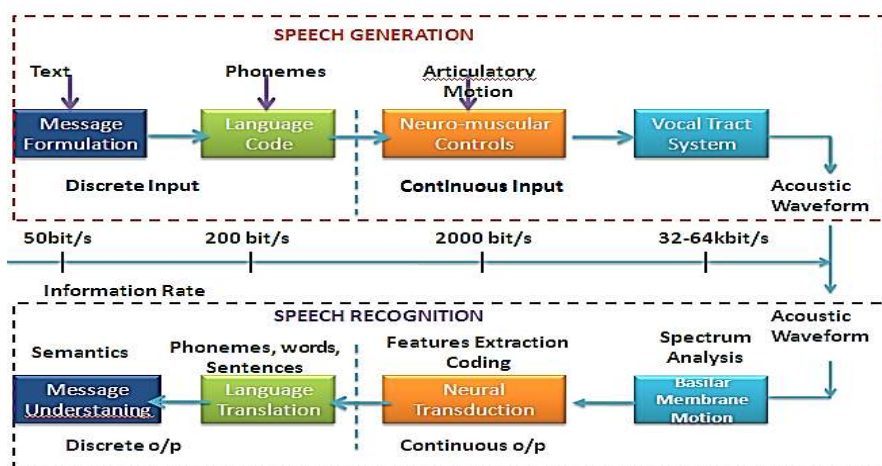 SPEECH GENERATION
Text
Phonemes
Articulatory
Motion
Message
Formulation
Language
Code
Neuro-muscular
Controls
Vocal Tract
System
Discrete Input
Continuous Input
Acoustic
Waveform
50bit/s
200 bit/s
2000 bit/s
32-64kbit/s
Information Rate
SPEECH RECOGNITION
Acoustic
Waveform
Semantics
Phonemes, words,
Sentences
Features Extraction
Coding
Spectrum
Analysis
Message
Understaning
Language
Translation
Neural
Transduction
Basilar
Membrane
Motion
Discrete o/p
Continuous o/p